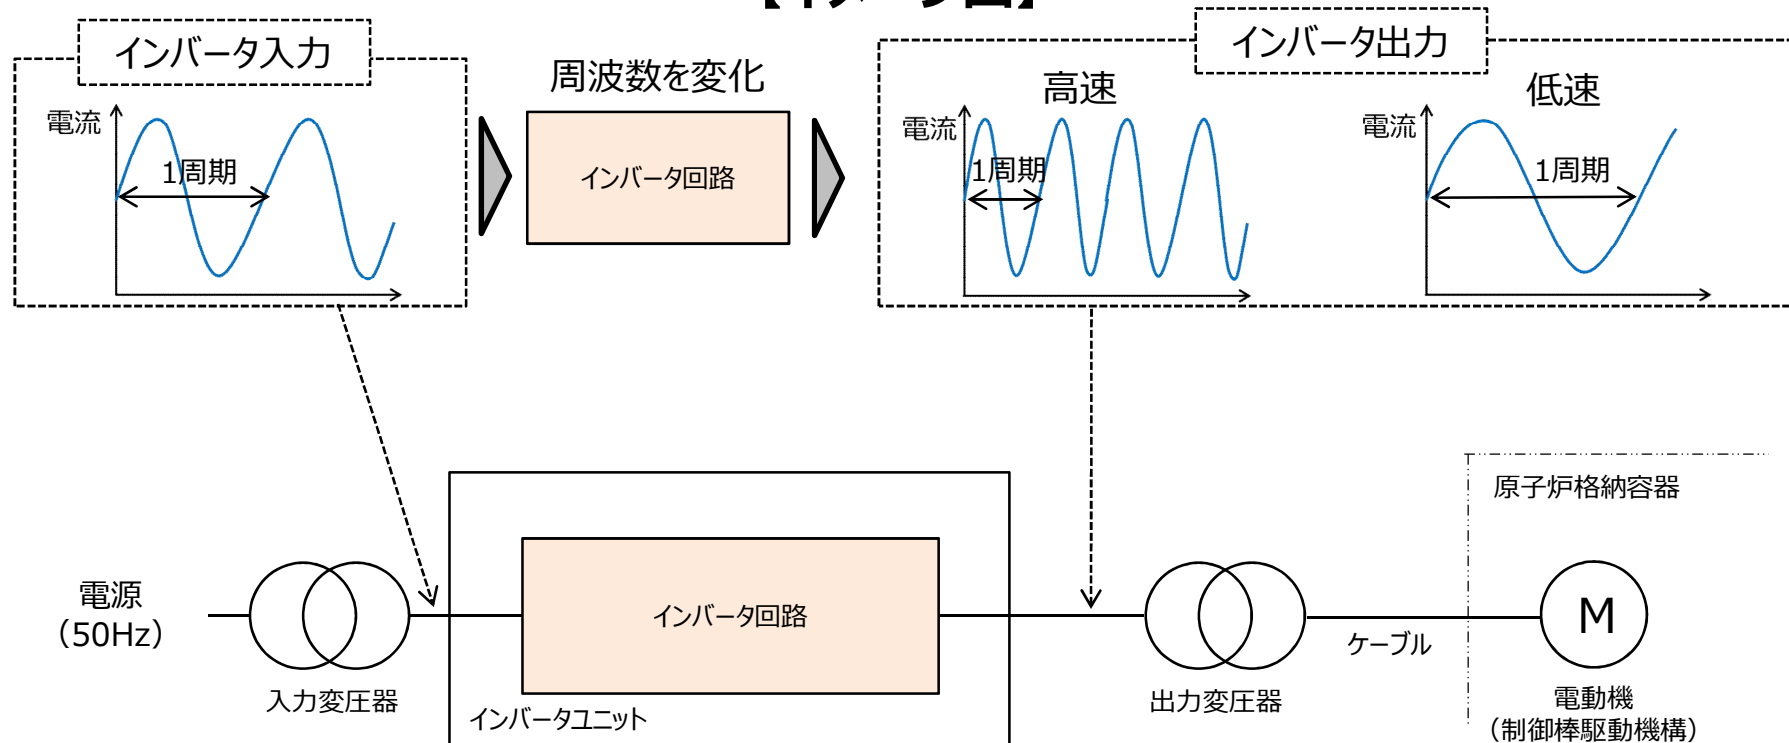 【イメージ図】
インバータ入力
インバータ出力
周波数を変化
高速
低速
電流
1周期
インバータ回路
電流
1周期
電流
1周期
原子炉格納容器
電源
(50Hz)
インバータ回路
M
ケーブル
入力変圧器
インバータユニット
出力変圧器
電動機
(制御棒駆動機構)